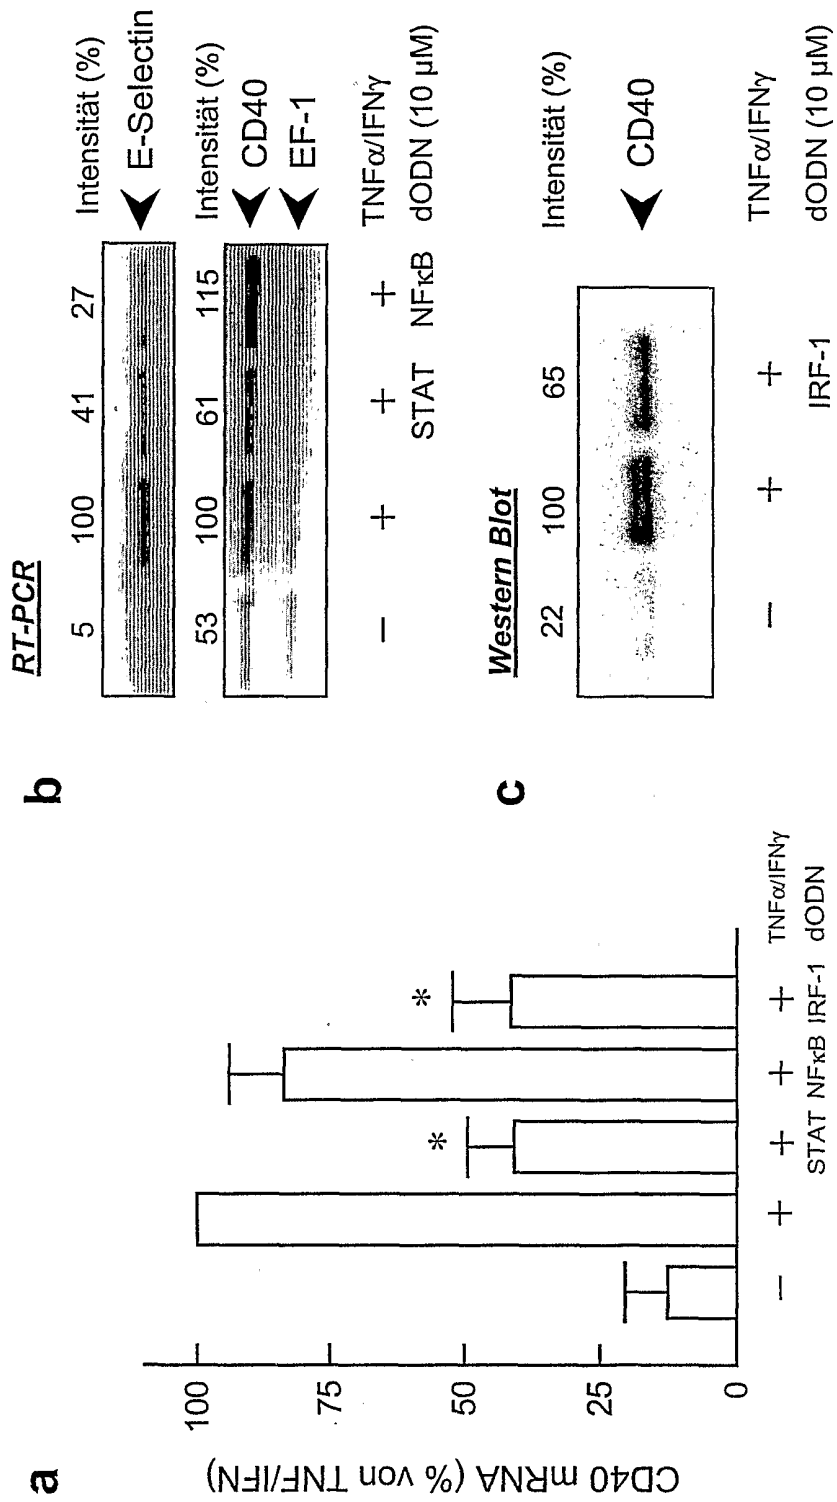 a
CD40 mRNA (% von TNF/IFN)
100
75
50
25
0
* *
− + + + + TNFα/IFNγ
STAT NFκB IRF-1 dODN
b
RT-PCR
5 100 41 27 Intensität (%)
E-Selectin
53 100 61 115 Intensität (%)
CD40
EF-1
− + + + TNFα/IFNγ
STAT NFκB dODN (10 µM)
c
Western Blot
22 100 65 Intensität (%)
CD40
− + + TNFα/IFNγ
IRF-1 dODN (10 µM)